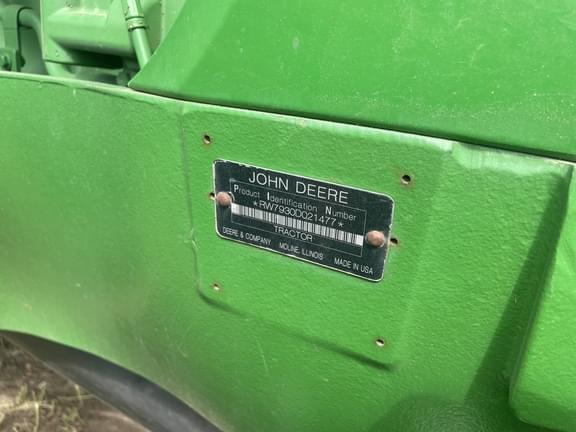 JOHN DEERE
Product Identification Number
*RW7930D021477*
TRACTOR
DEERE & COMPANY MOLINE, ILLINOIS MADE IN USA